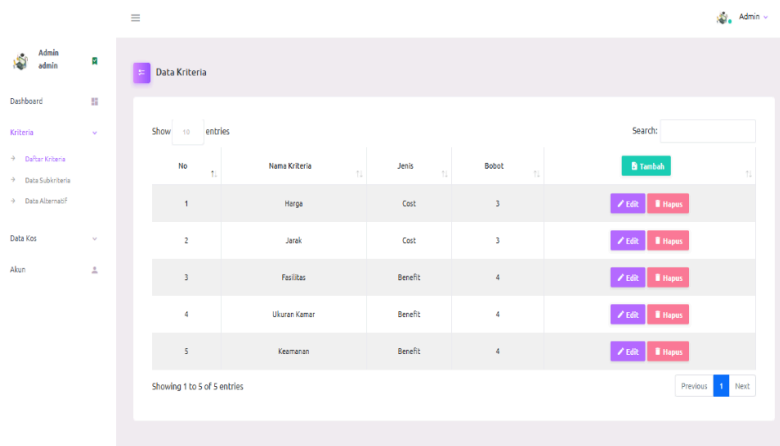 Admin
Admin
admin
Data Kriteria
Dashboard
Kriteria
Daftar Kriteria
Data Subkriteria
Data Alternatif
Data Kos
Akun
Show 10 entries
Search:
No Nama Kriteria Jenis Bobot Tambah
1 Harga Cost 3 Edit Hapus
2 Jarak Cost 3 Edit Hapus
3 Fasilitas Benefit 4 Edit Hapus
4 Ukuran Kamar Benefit 4 Edit Hapus
5 Keamanan Benefit 4 Edit Hapus
Showing 1 to 5 of 5 entries
Previous 1 Next